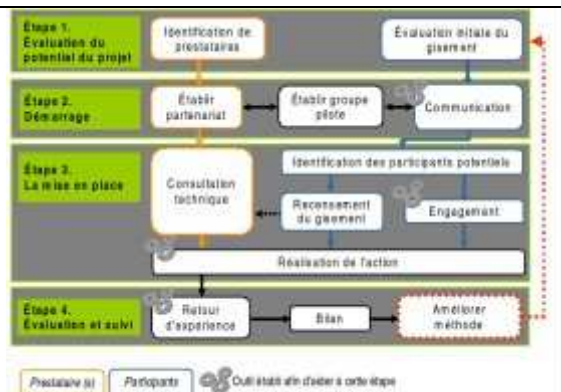 Étape 1.
Évaluation du
potentiel du projet
Identification de
prestataires
Évaluation initiale du
gisement
Étape 2.
Démarrage
Établir
partenariat
Établir groupe
pilote
Communication
Étape 3.
La mise en place
Identification des participants potentiels
Consultation
technique
Recensement
du gisement
Engagement
Réalisation de l'action
Étape 4.
Évaluation et suivi
Retour
d'expérience
Bilan
Améliorer
méthode
Prestataire (s)
Participants
Outil établi afin d'aider à cette étape